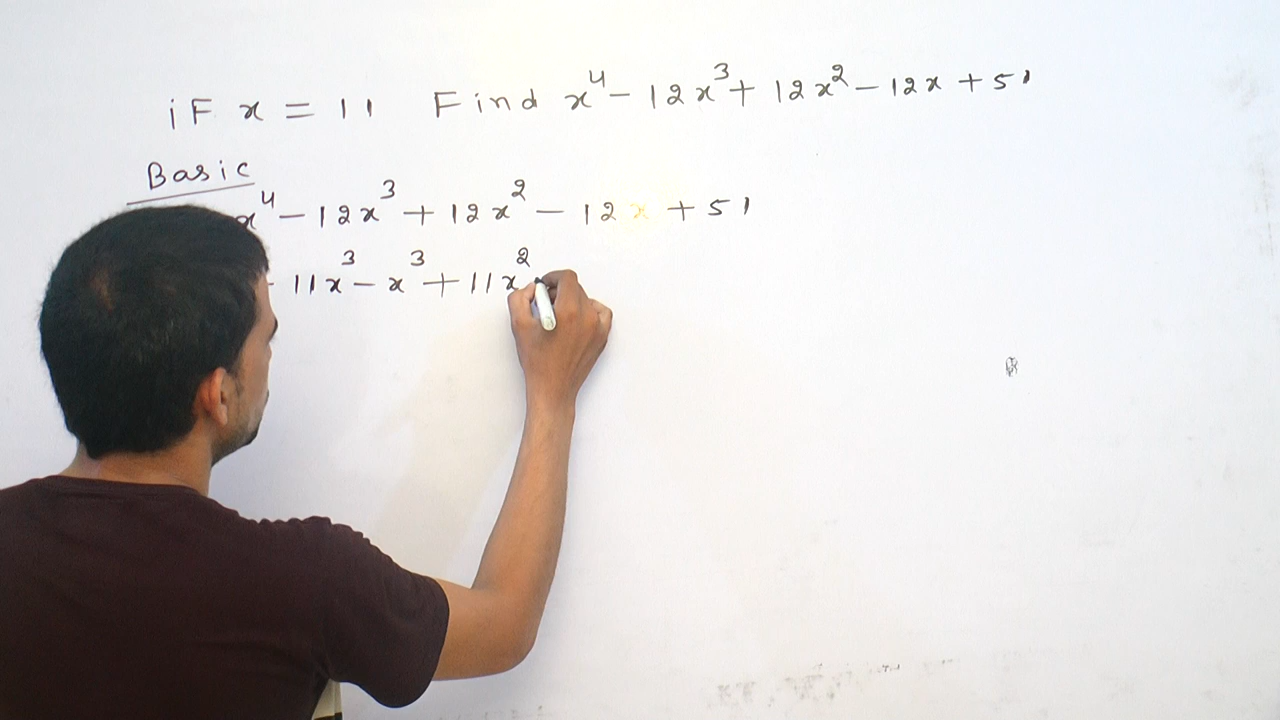 iF x = 11 Find x⁴ - 12x³ + 12x² - 12x + 51
Basic
x⁴ - 12x³ + 12x² - 12x + 51
- 11x³ - x³ + 11x²